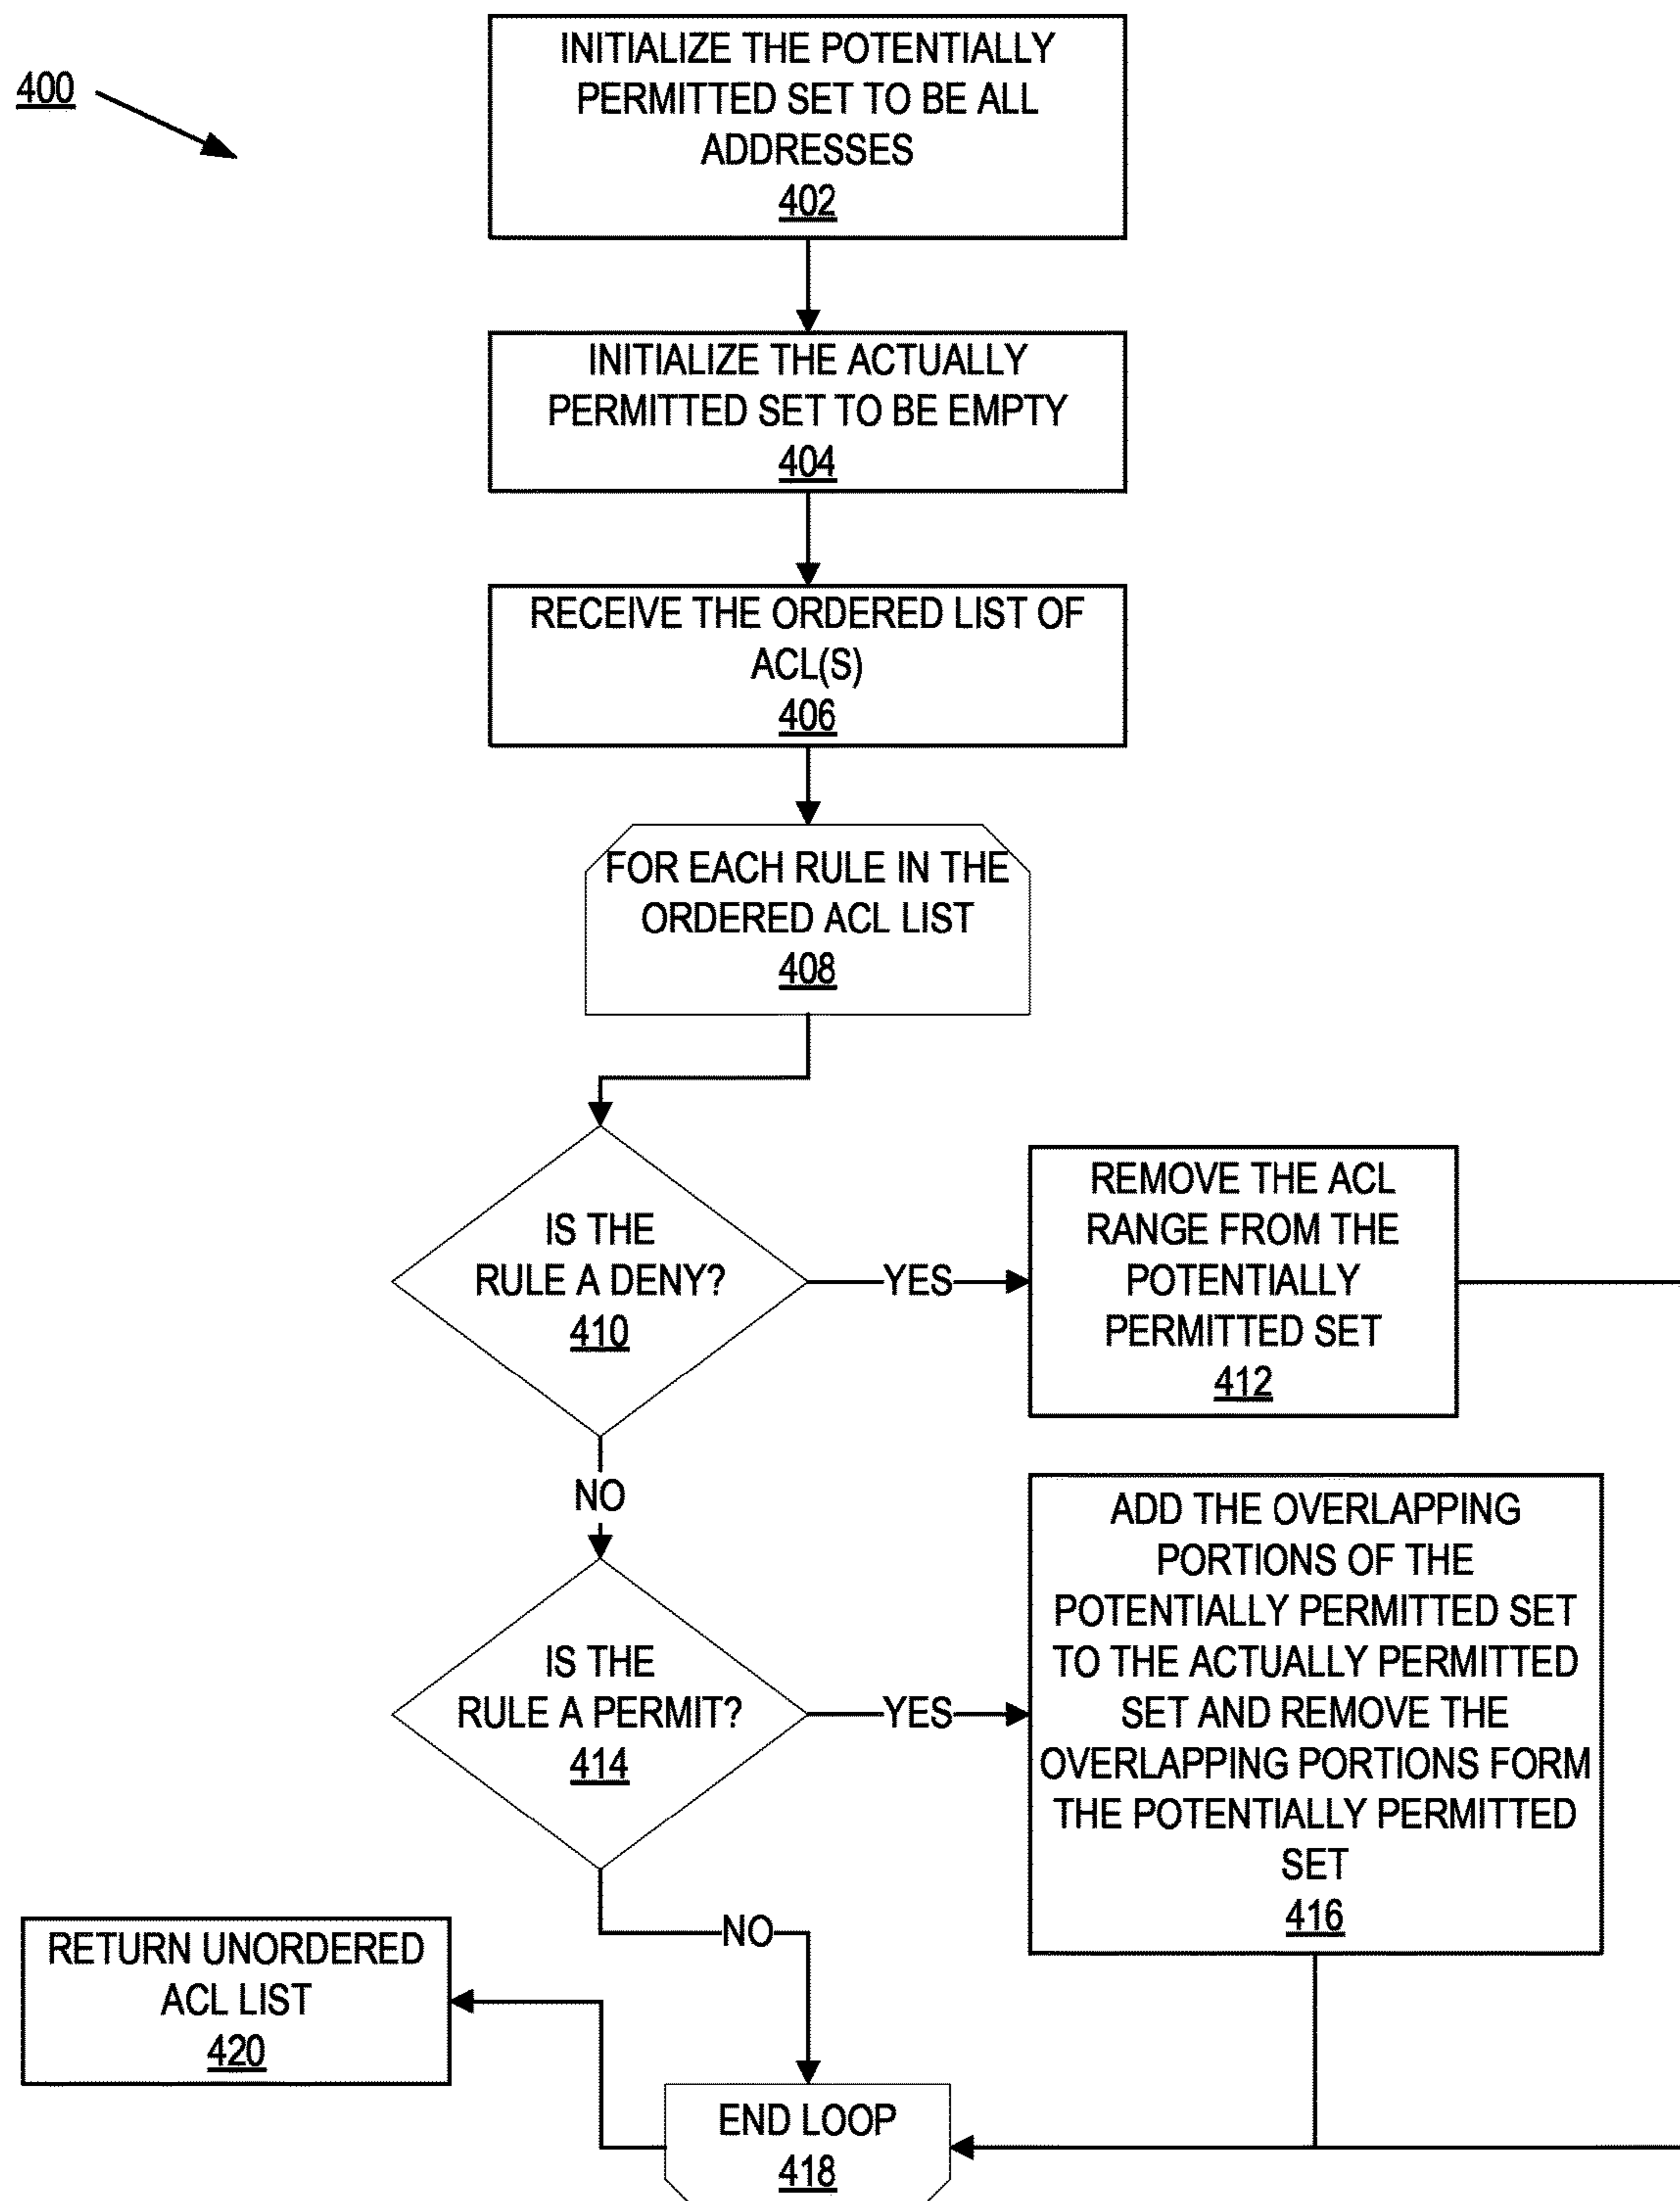 400
INITIALIZE THE POTENTIALLY
PERMITTED SET TO BE ALL
ADDRESSES
402
INITIALIZE THE ACTUALLY
PERMITTED SET TO BE EMPTY
404
RECEIVE THE ORDERED LIST OF
ACL(S)
406
FOR EACH RULE IN THE
ORDERED ACL LIST
408
IS THE
RULE A DENY?
410
YES
REMOVE THE ACL
RANGE FROM THE
POTENTIALLY
PERMITTED SET
412
NO
IS THE
RULE A PERMIT?
414
YES
ADD THE OVERLAPPING
PORTIONS OF THE
POTENTIALLY PERMITTED SET
TO THE ACTUALLY PERMITTED
SET AND REMOVE THE
OVERLAPPING PORTIONS FORM
THE POTENTIALLY PERMITTED
SET
416
NO
RETURN UNORDERED
ACL LIST
420
END LOOP
418